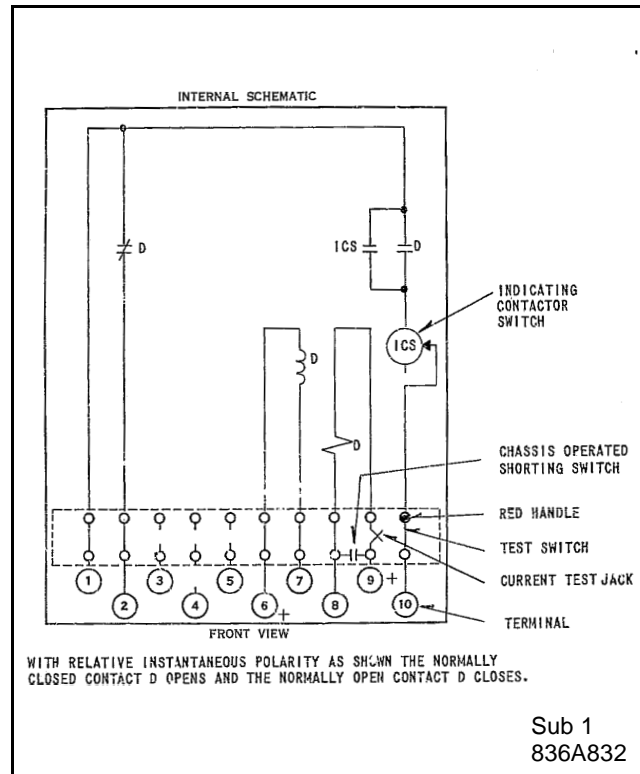 INTERNAL SCHEMATIC
D
ICS
D
INDICATING
CONTACTOR
SWITCH
ICS
D
D
CHASSIS OPERATED
SHORTING SWITCH
RED HANDLE
TEST SWITCH
CURRENT TEST JACK
TERMINAL
1
3
5
7
9 +
2
4
6 +
8
10
FRONT VIEW
WITH RELATIVE INSTANTANEOUS POLARITY AS SHOWN THE NORMALLY
CLOSED CONTACT D OPENS AND THE NORMALLY OPEN CONTACT D CLOSES.
Sub 1
836A832